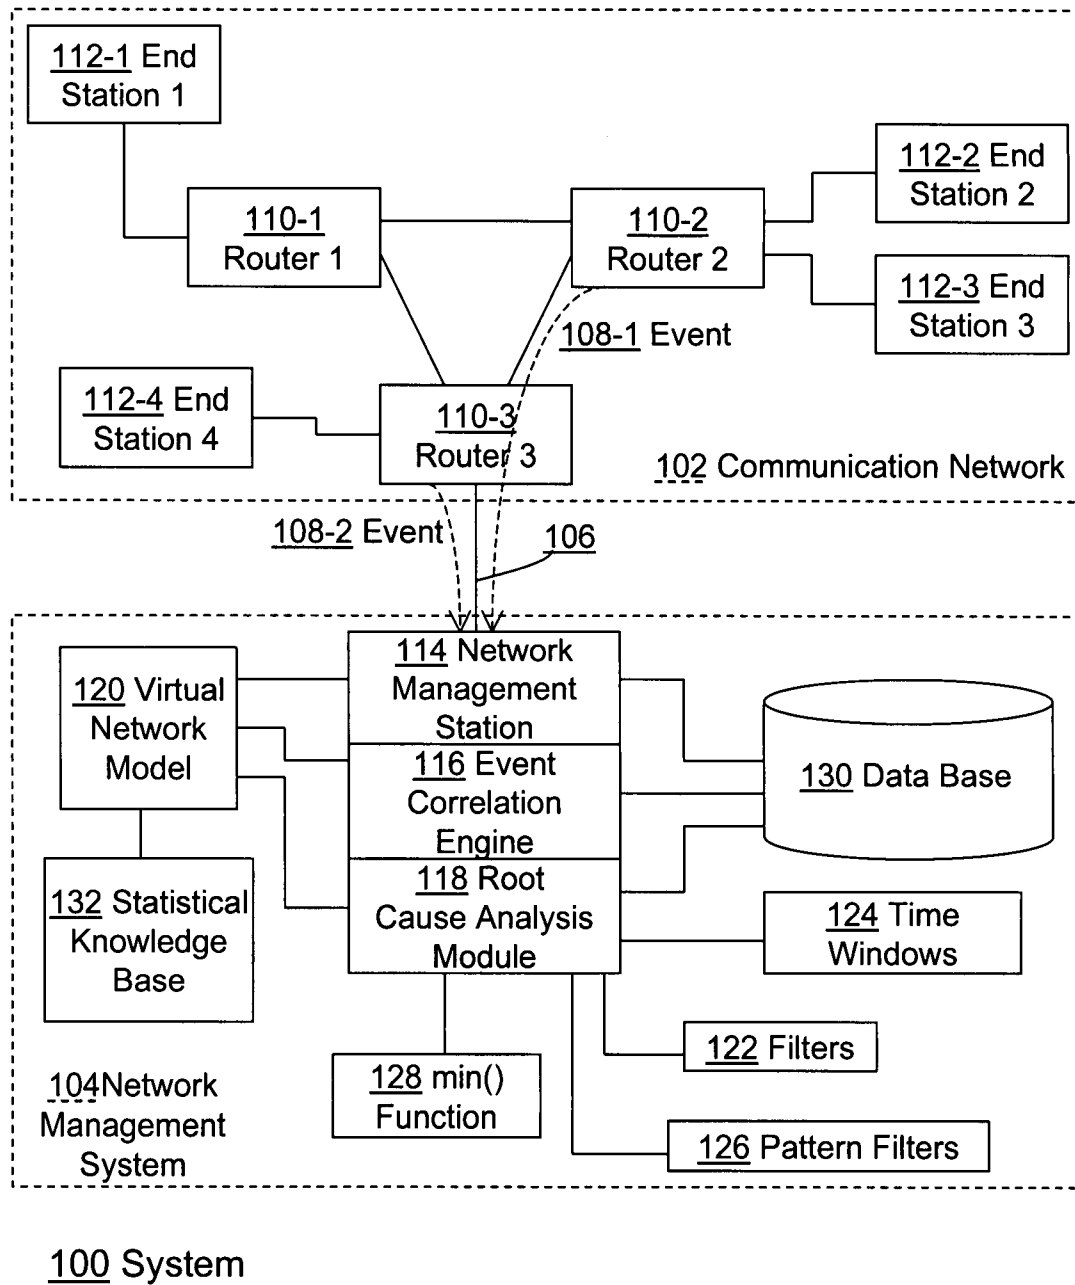 112-1 End
Station 1
110-1
Router 1
110-2
Router 2
112-2 End
Station 2
112-3 End
Station 3
108-1 Event
112-4 End
Station 4
110-3
Router 3
102 Communication Network
108-2 Event
106
114 Network
Management
Station
120 Virtual
Network
Model
116 Event
Correlation
Engine
130 Data Base
132 Statistical
Knowledge
Base
118 Root
Cause Analysis
Module
124 Time
Windows
122 Filters
128 min()
Function
126 Pattern Filters
104Network
Management
System
100 System